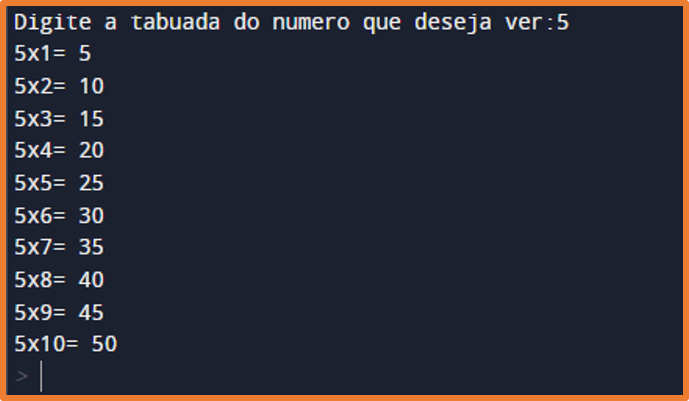 Digite a tabuada do numero que deseja ver:5
5x1= 5
5x2= 10
5x3= 15
5x4= 20
5x5= 25
5x6= 30
5x7= 35
5x8= 40
5x9= 45
5x10= 50
>